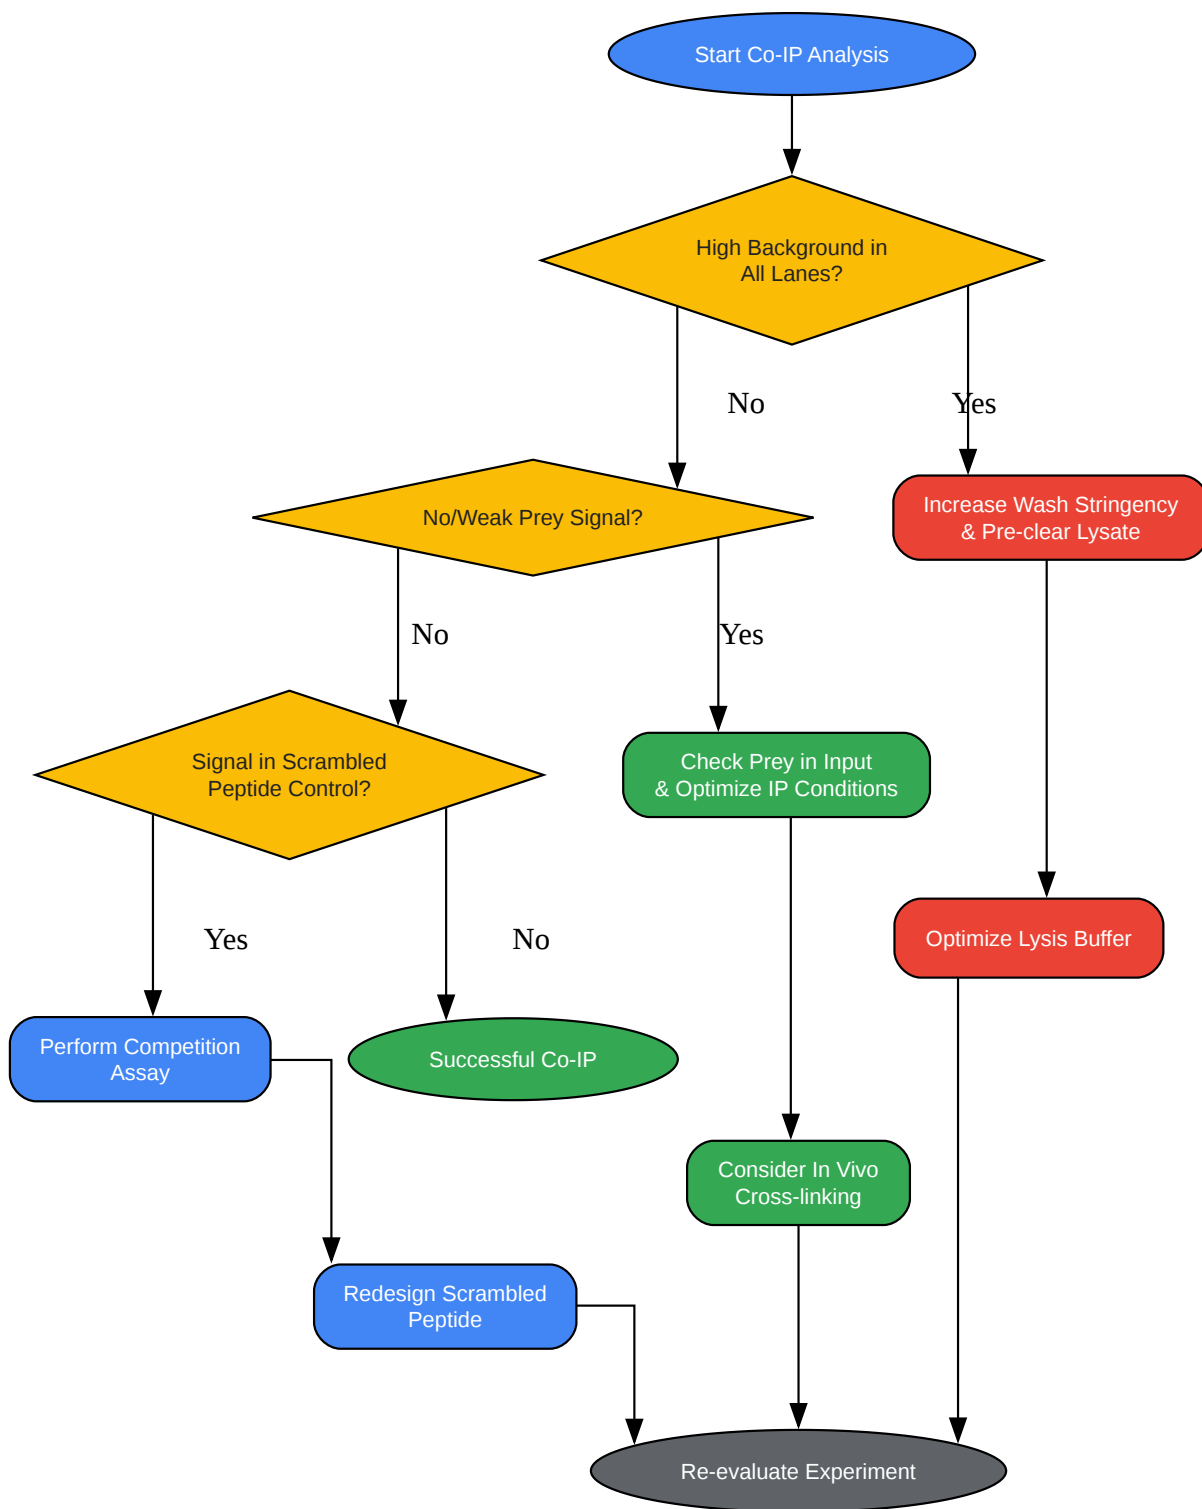 Start Co-IP Analysis
High Background in
All Lanes?
No
Yes
No/Weak Prey Signal?
Increase Wash Stringency
& Pre-clear Lysate
No
Yes
Signal in Scrambled
Peptide Control?
Check Prey in Input
& Optimize IP Conditions
Yes
No
Optimize Lysis Buffer
Perform Competition
Assay
Successful Co-IP
Consider In Vivo
Cross-linking
Redesign Scrambled
Peptide
Re-evaluate Experiment